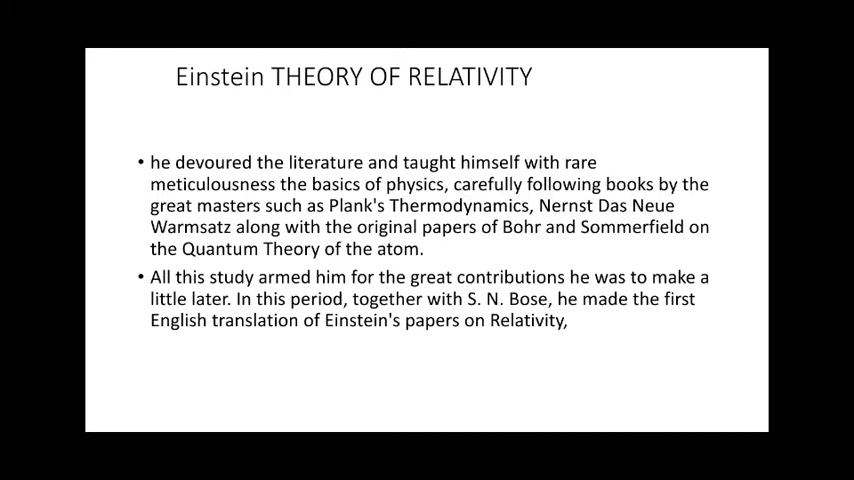 Einstein THEORY OF RELATIVITY
• he devoured the literature and taught himself with rare
meticulousness the basics of physics, carefully following books by the
great masters such as Plank's Thermodynamics, Nernst Das Neue
Warmsatz along with the original papers of Bohr and Sommerfield on
the Quantum Theory of the atom.
• All this study armed him for the great contributions he was to make a
little later. In this period, together with S. N. Bose, he made the first
English translation of Einstein's papers on Relativity,